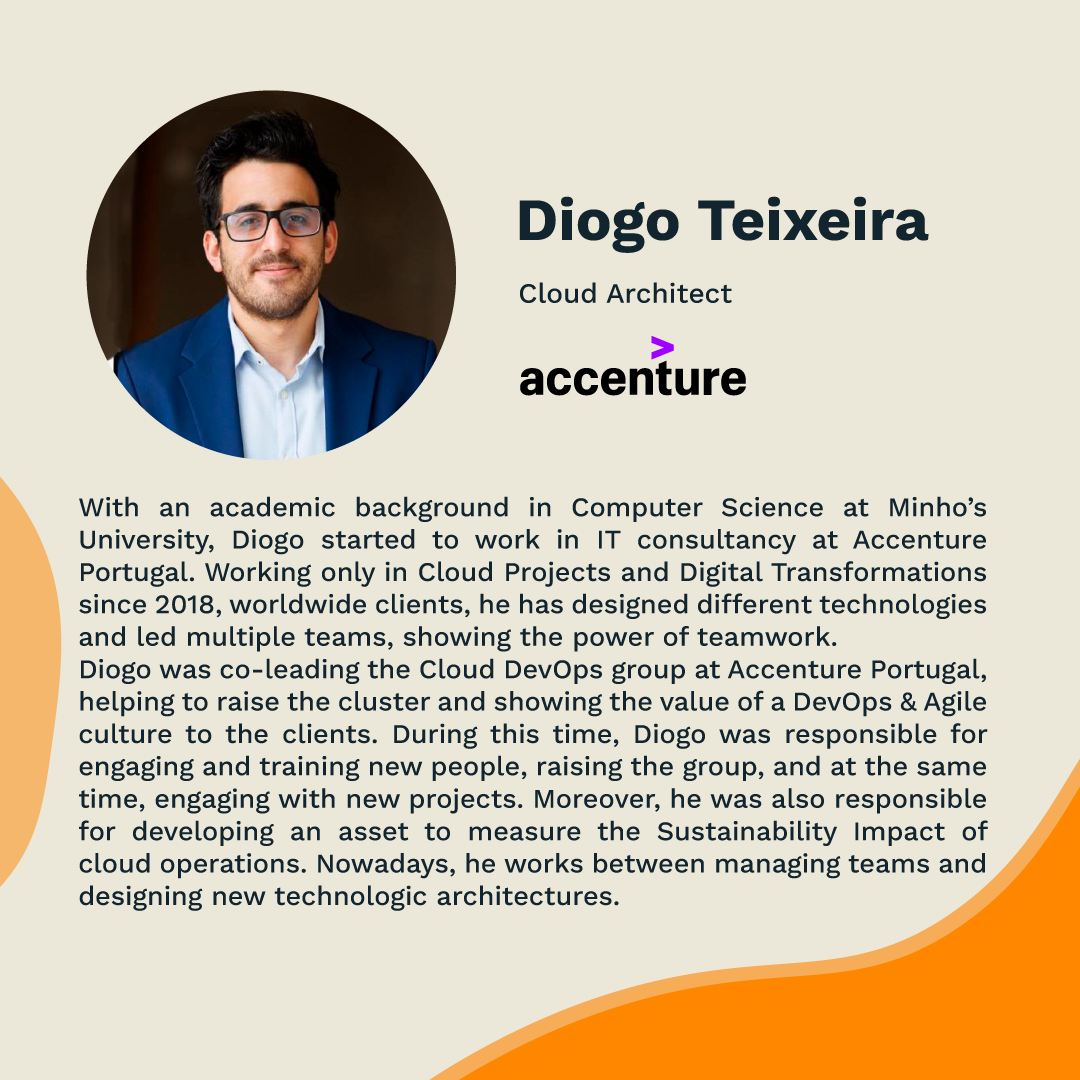 Diogo Teixeira
Cloud Architect
accenture
With an academic background in Computer Science at Minho’s
University, Diogo started to work in IT consultancy at Accenture
Portugal. Working only in Cloud Projects and Digital Transformations
since 2018, worldwide clients, he has designed different technologies
and led multiple teams, showing the power of teamwork.
Diogo was co-leading the Cloud DevOps group at Accenture Portugal,
helping to raise the cluster and showing the value of a DevOps & Agile
culture to the clients. During this time, Diogo was responsible for
engaging and training new people, raising the group, and at the same
time, engaging with new projects. Moreover, he was also responsible
for developing an asset to measure the Sustainability Impact of
cloud operations. Nowadays, he works between managing teams and
designing new technologic architectures.